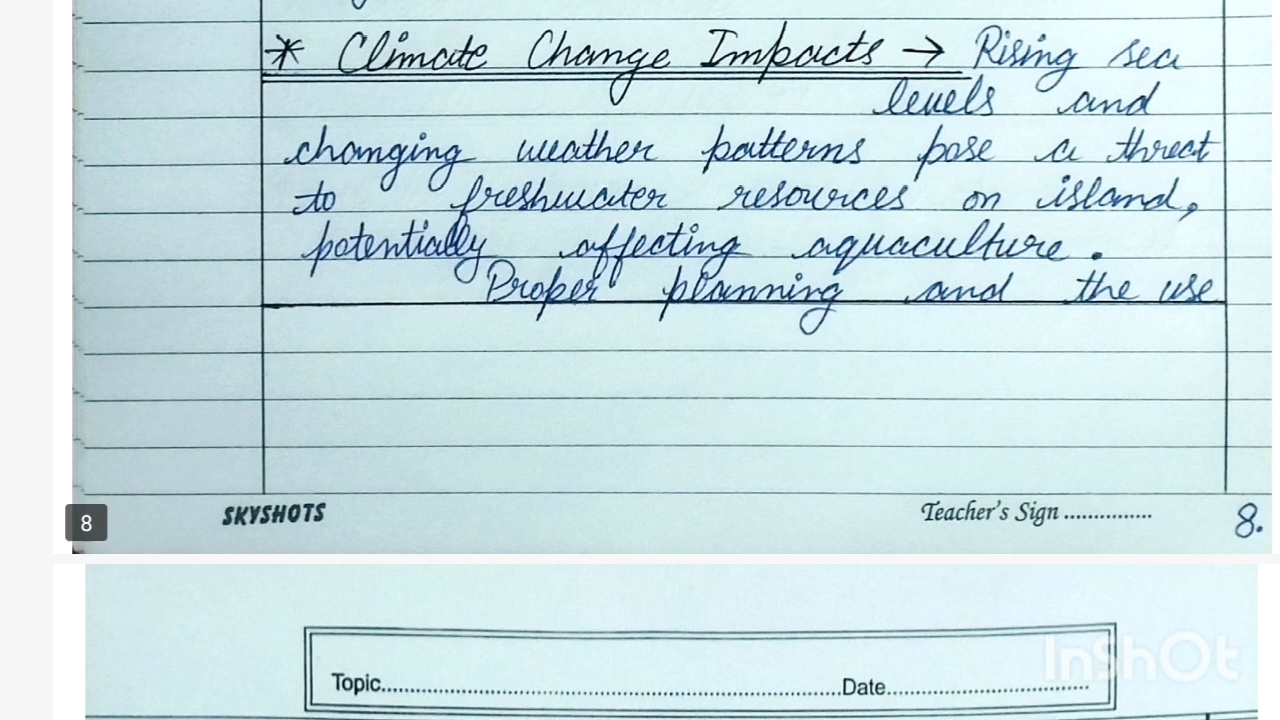 * Climate Change Impacts → Rising sea
levels and
changing weather patterns pose a threat
to freshwater resources on island,
potentially affecting aquaculture.
Proper planning and the use
8 SKYSHOTS Teacher's Sign ............... 8.
InShOt
Topic.......................................................................Date...............................